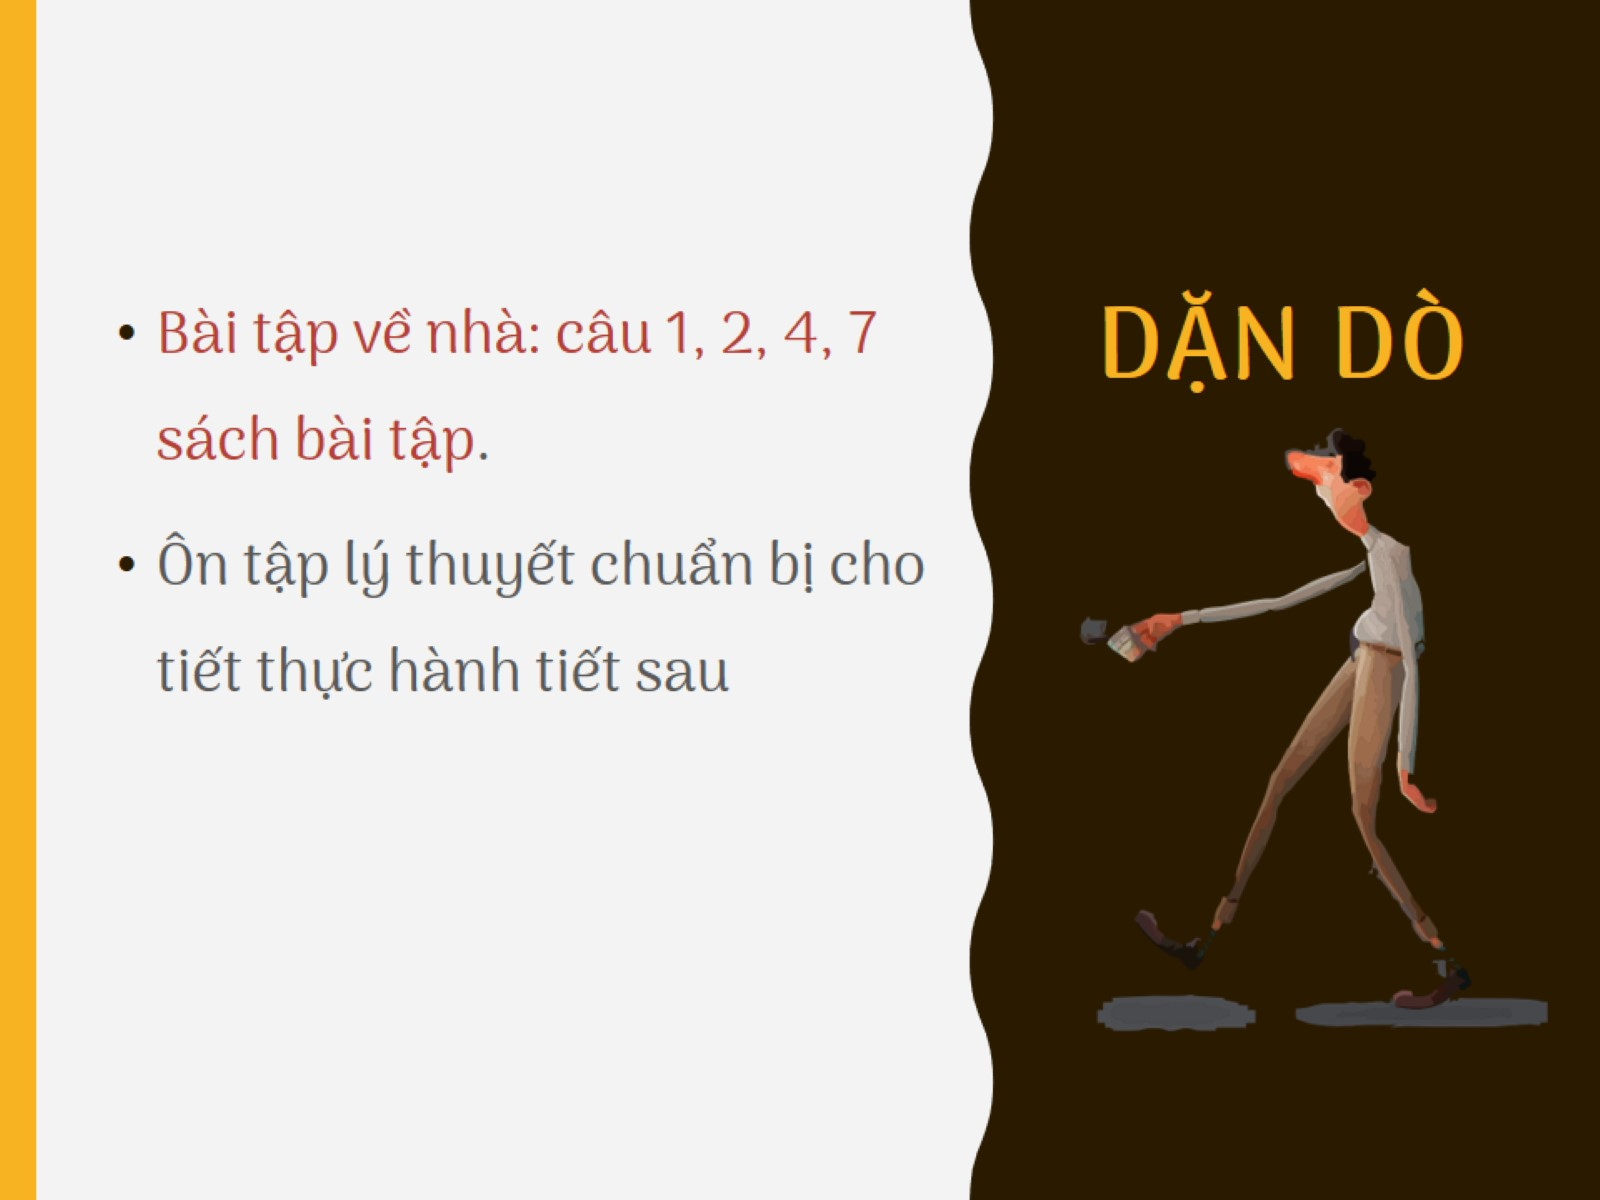 DẶN DÒ
• Bài tập về nhà: câu 1, 2, 4, 7
sách bài tập.
• Ôn tập lý thuyết chuẩn bị cho
tiết thực hành tiết sau